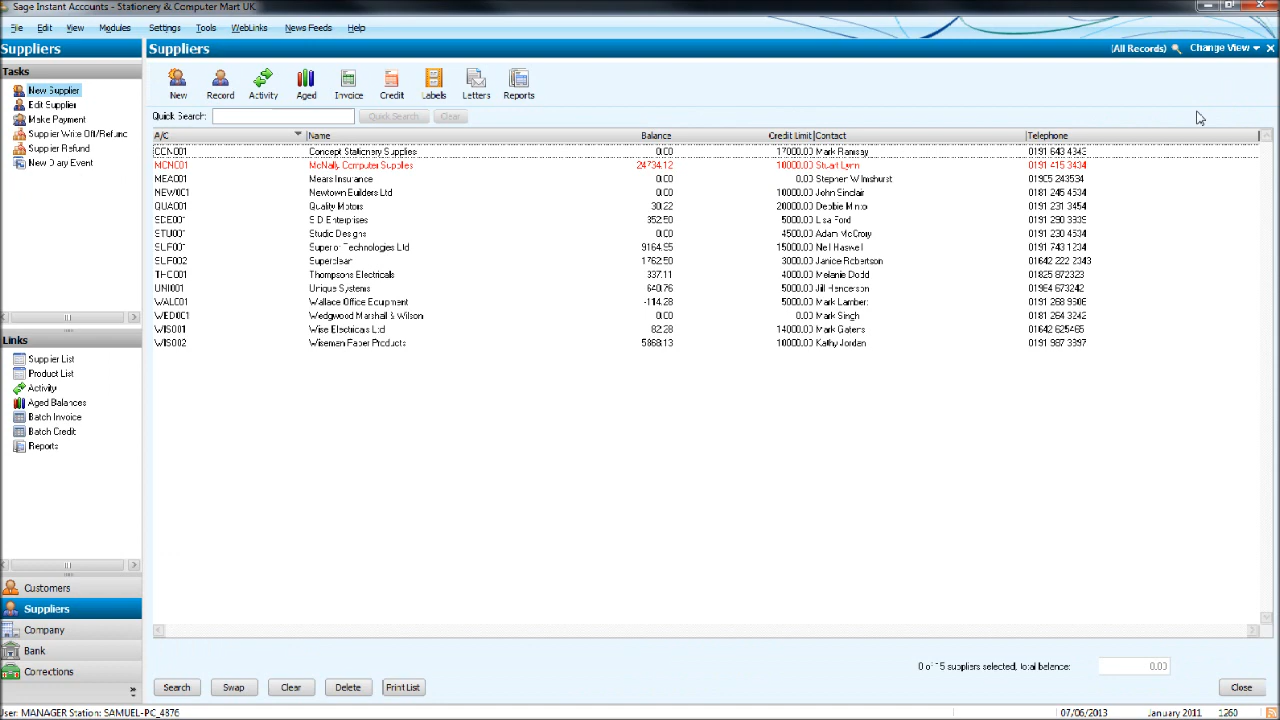 Sage Instant Accounts - Stationery & Computer Mart UK
File Edit View Modules Settings Tools WebLinks News Feeds Help
Suppliers
Suppliers (All Records) Change View
Tasks
New Supplier
Edit Supplier
Make Payment
Supplier Write Off/Refund
Supplier Refund
New Diary Event
New Record Activity Aged Invoice Credit Labels Letters Reports
Quick Search: Quick Search Clear
A/C Name Balance Credit Limit Contact Telephone
CON001 Concept Stationery Supplies 0.00 17000.00 Mark Ramsay 0191 643 4343
MCN001 McNally Computer Supplies 24734.12 10000.00 Stuart Lynn 0191 415 3434
MEA001 Mears Insurance 0.00 0.00 Stephen Wilmshurst 01905 243534
NEW001 Newtown Builders Ltd 0.00 10000.00 John Sinclair 0181 245 4534
QUA001 Quality Motors 30.22 20000.00 Debbie Minto 0191 231 3454
SDE001 S D Enterprises 352.50 5000.00 Lisa Ford 0191 290 3939
STU001 Studio Designs 0.00 4500.00 Adam McCrory 0191 230 4534
SUP001 Superior Technologies Ltd 9164.95 15000.00 Neil Haswell 0191 743 1234
SUP002 Superclean 1762.50 3000.00 Janice Robertson 01642 222 2343
THO001 Thompsons Electricals 337.11 4000.00 Melanie Dodd 01825 872323
UNI001 Unique Systems 640.76 5000.00 Jill Henderson 01964 673242
WAL001 Wallace Office Equipment -114.28 5000.00 Mark Lambert 0191 268 9606
WED001 Wedgwood Marshall & Wilson 0.00 0.00 Mark Singh 0181 264 3242
WIS001 Wise Electricals Ltd 82.28 14000.00 Mark Gatens 01642 625465
WIS002 Wiseman Paper Products 5868.13 10000.00 Kathy Jordan 0191 987 3397
Links
Supplier List
Product List
Activity
Aged Balances
Batch Invoice
Batch Credit
Reports
Customers
Suppliers
Company
Bank
Corrections
0 of 15 suppliers selected, total balance: 0.00
Search Swap Clear Delete Print List Close
User: MANAGER Station: SAMUEL-PC_4876 07/06/2013 January 2011 1260